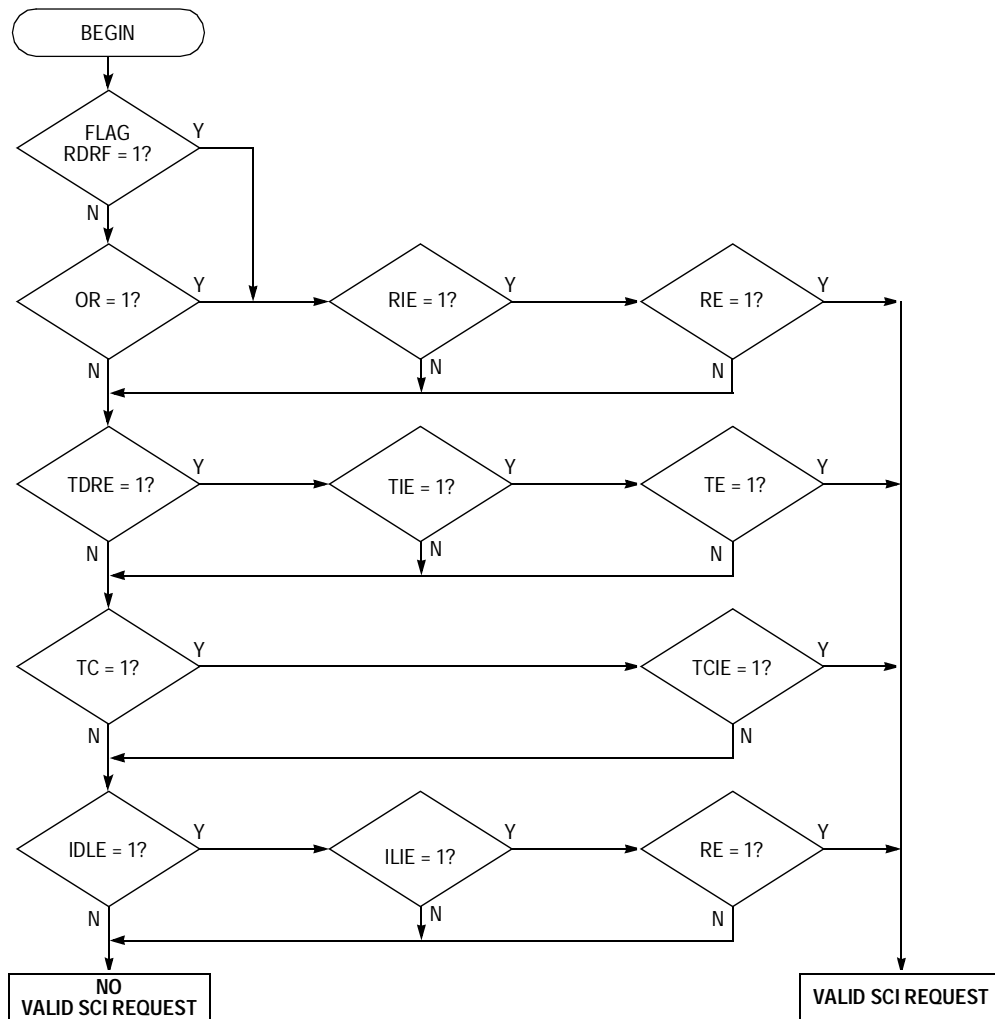 BEGIN
FLAG
RDRF = 1?
Y
N
OR = 1?
Y
RIE = 1?
Y
RE = 1?
Y
N
N
N
TDRE = 1?
Y
TIE = 1?
Y
TE = 1?
Y
N
N
N
TC = 1?
Y
TCIE = 1?
Y
N
N
IDLE = 1?
Y
ILIE = 1?
Y
RE = 1?
Y
N
N
N
NO
VALID SCI REQUEST
VALID SCI REQUEST